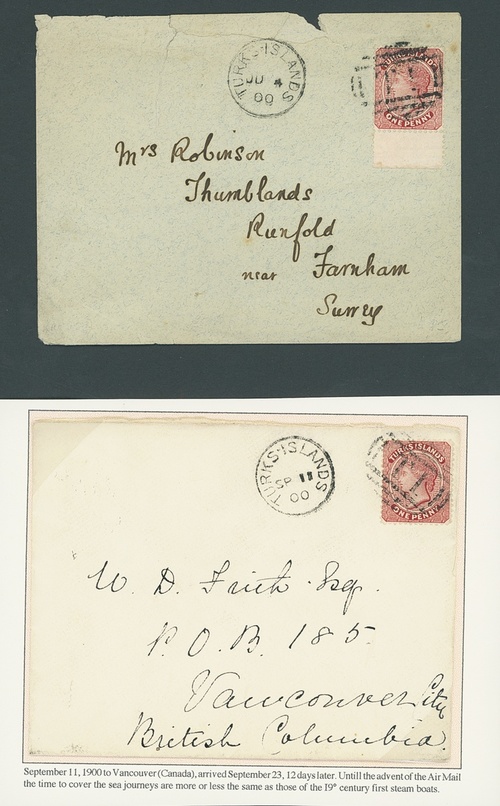 TURKS-ISLANDS
JU 4
00
TURKS ISLANDS
ONE PENNY
Mrs Robinson
Thumblands
Runfold
near Farnham
Surrey
TURKS-ISLANDS
SP 11
00
TURKS ISLANDS
ONE PENNY
W. D. Frith Esq.
P.O.B. 185.
Vancouver City
British Columbia.
September 11, 1900 to Vancouver (Canada), arrived September 23, 12 days later. Untill the advent of the Air Mail
the time to cover the sea journeys are more or less the same as those of the 19° century first steam boats.